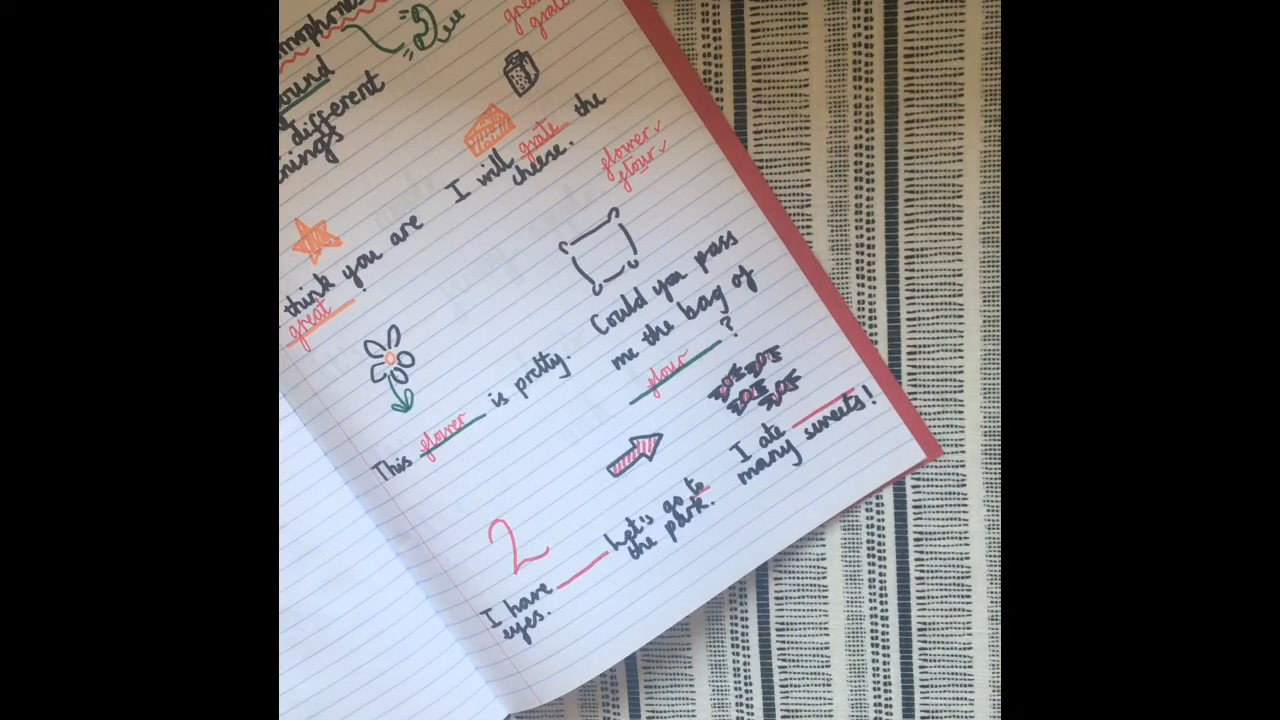 great
grate
ound
different
I will grate the
cheese.
flower ✓
flour ✓
think you are
great !
Could you pass
me the bag of
flour ?
This flower is pretty.
I ate
many sweets!
Let's go to
the park.
2
I have
eyes.